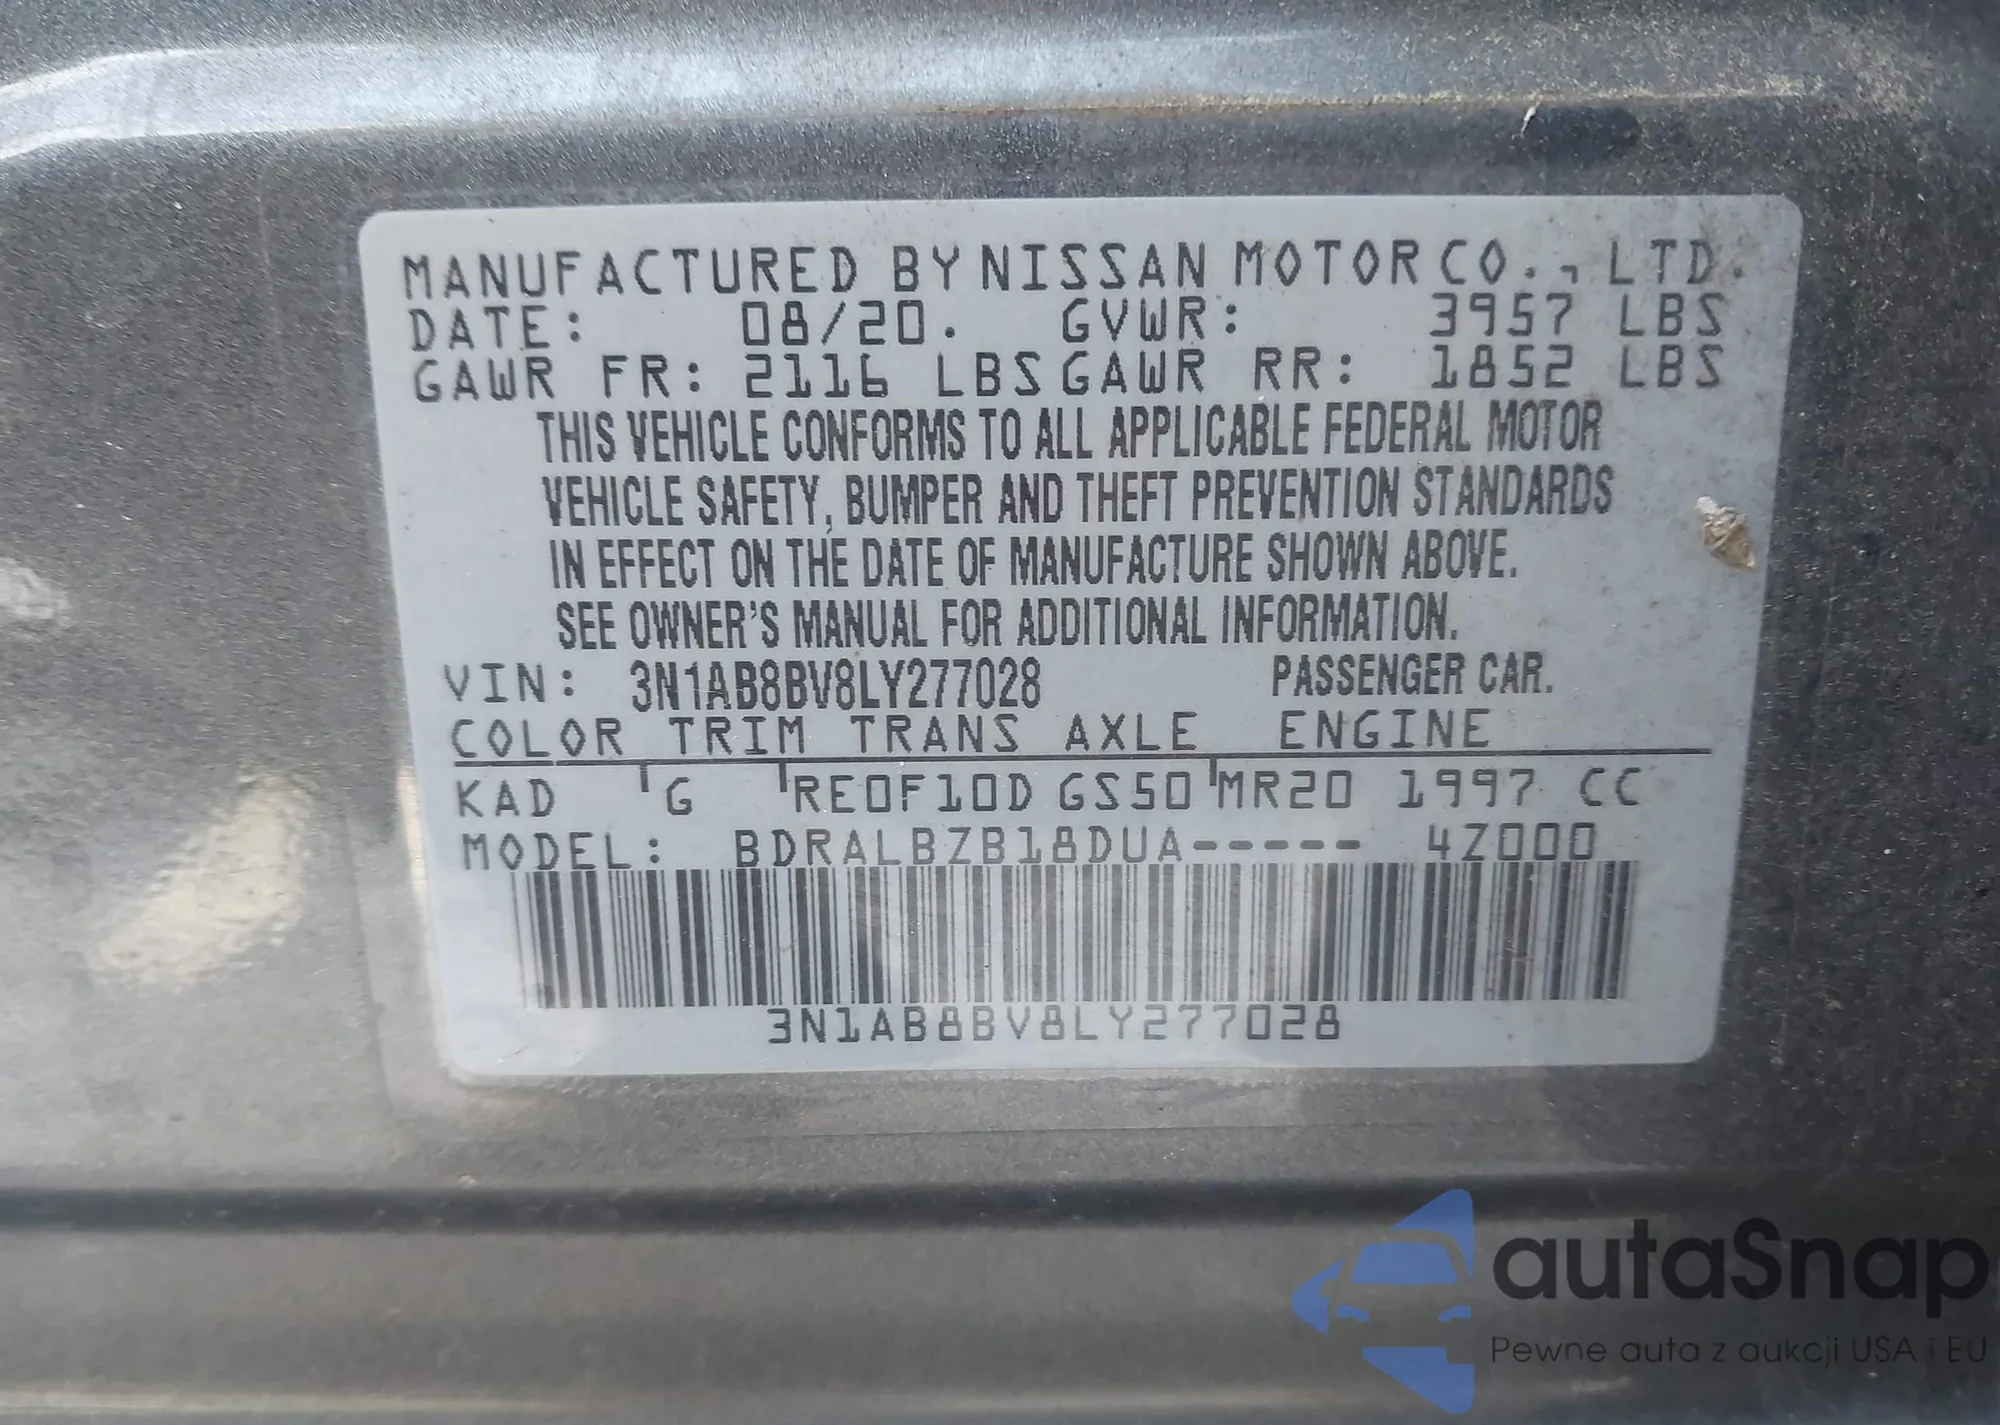 MANUFACTURED BY NISSAN MOTOR CO., LTD.
DATE: 08/20. GVWR: 3957 LBS
GAWR FR: 2116 LBS GAWR RR: 1852 LBS
THIS VEHICLE CONFORMS TO ALL APPLICABLE FEDERAL MOTOR
VEHICLE SAFETY, BUMPER AND THEFT PREVENTION STANDARDS
IN EFFECT ON THE DATE OF MANUFACTURE SHOWN ABOVE.
SEE OWNER'S MANUAL FOR ADDITIONAL INFORMATION.
VIN: 3N1AB8BV8LY277028 PASSENGER CAR.
COLOR TRIM TRANS AXLE ENGINE
KAD G RE0F10D GS50 MR20 1997 CC
MODEL: BDRALBZB18DUA----- 4Z000
3N1AB8BV8LY277028
autaSnap
Pewne auta z aukcji USA i EU